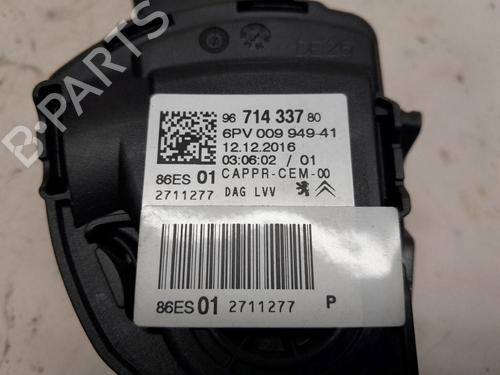 B-PARTS
DE26
96 714 337 80
6PV 009 949-41
12.12.2016
03:06:02 / 01
86ES 01 CAPPR-CEM-00
2711277 DAG LVV
86ES 01 2711277 P